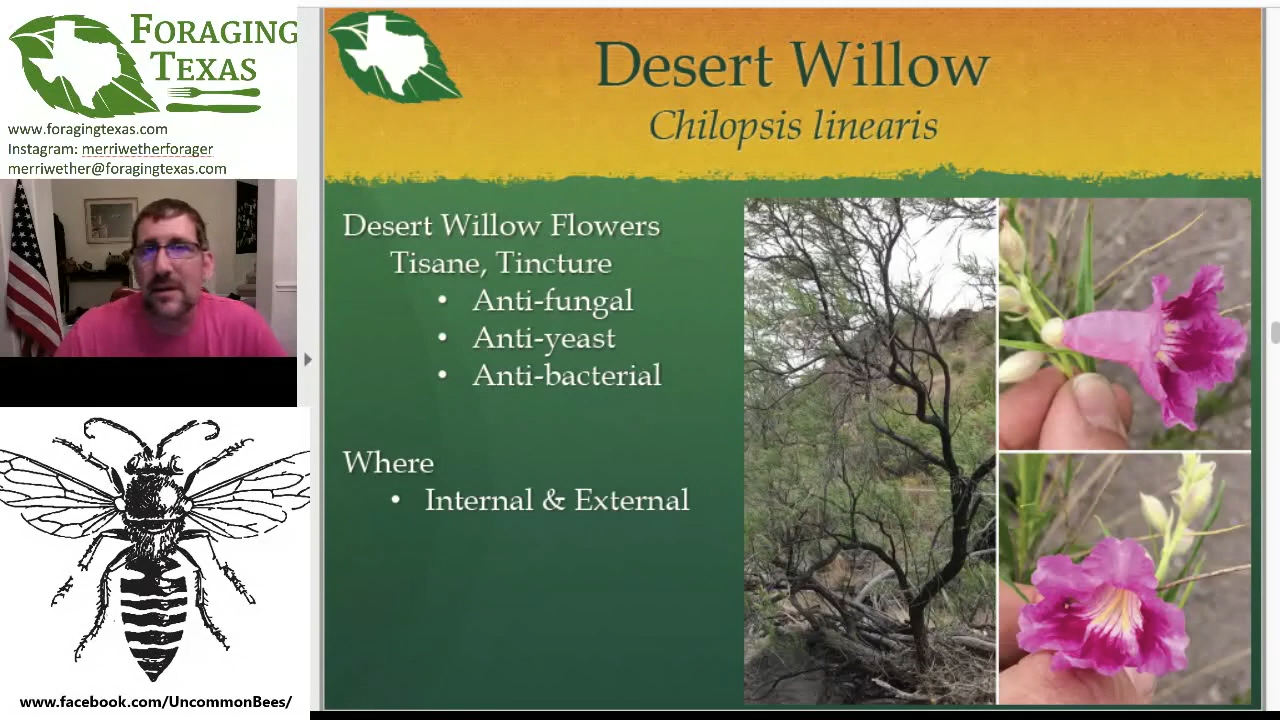 FORAGING
TEXAS
www.foragingtexas.com
Instagram: merriwetherforager
merriwether@foragingtexas.com
www.facebook.com/UncommonBees/
Desert Willow
Chilopsis linearis
Desert Willow Flowers
Tisane, Tincture
• Anti-fungal
• Anti-yeast
• Anti-bacterial
Where
• Internal & External